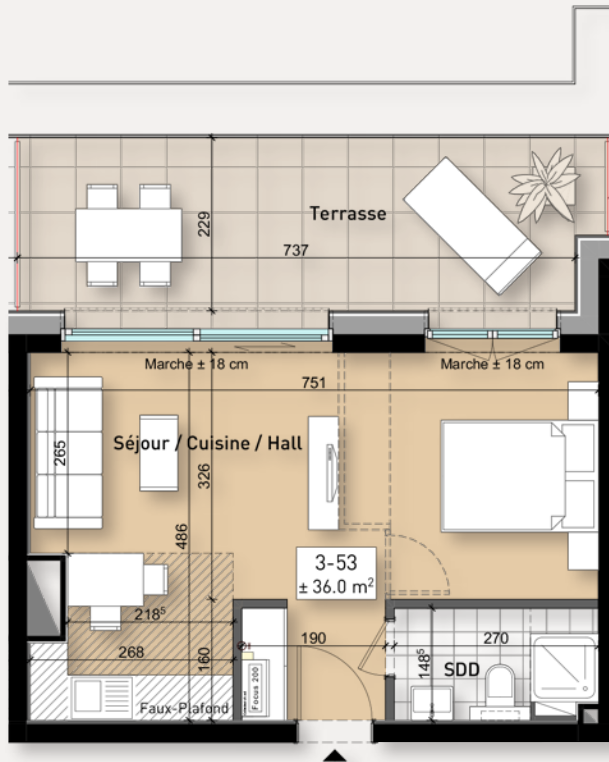 Terrasse
229
737
Marche ± 18 cm
Marche ± 18 cm
751
265
Séjour / Cuisine / Hall
326
486
3-53
± 36.0 m²
218⁵
190
270
268
160
148⁵
SDD
Focus 200
Faux-Plafond